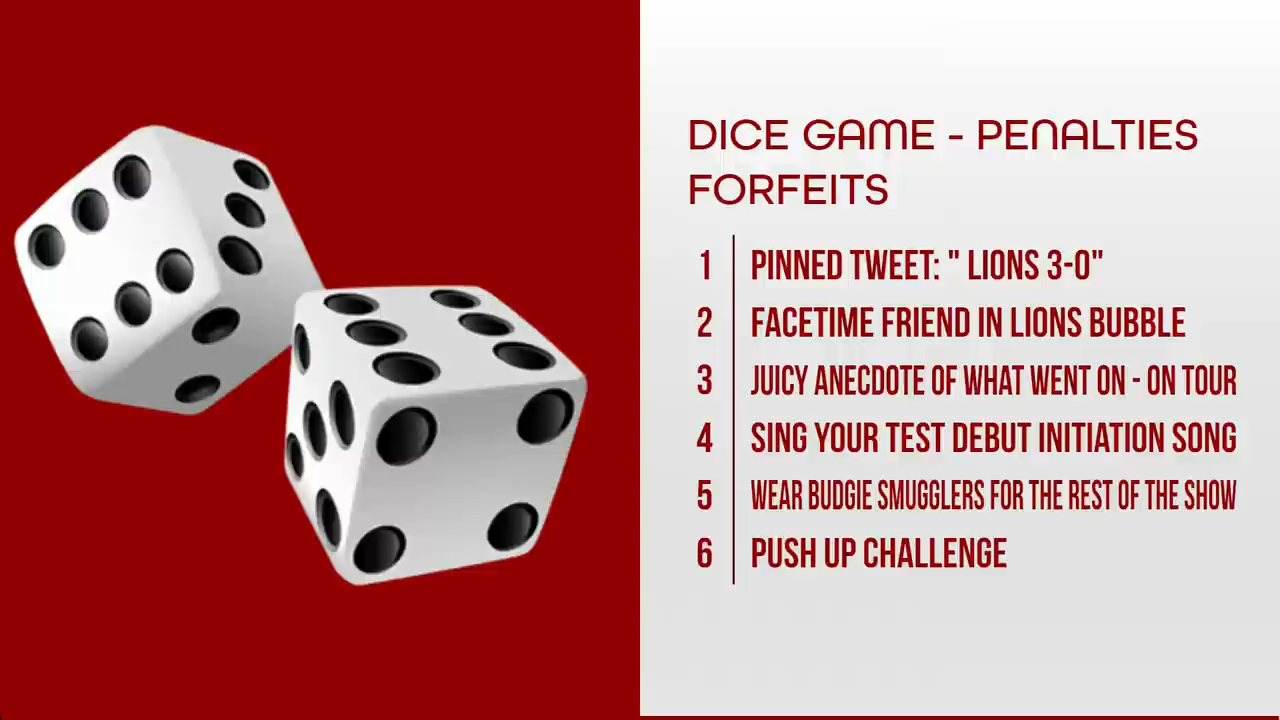 DICE GAME - PENALTIES
FORFEITS
1 PINNED TWEET: " LIONS 3-0"
2 FACETIME FRIEND IN LIONS BUBBLE
3 JUICY ANECDOTE OF WHAT WENT ON - ON TOUR
4 SING YOUR TEST DEBUT INITIATION SONG
5 WEAR BUDGIE SMUGGLERS FOR THE REST OF THE SHOW
6 PUSH UP CHALLENGE